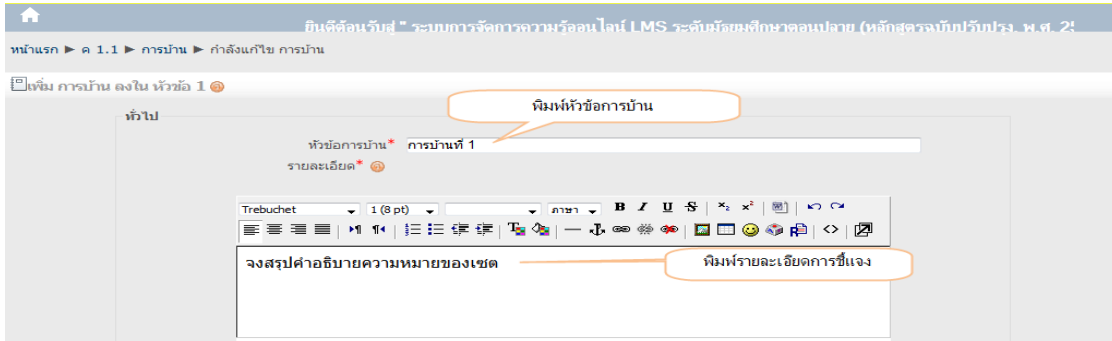 ยินดีต้อนรับสู่ " ระบบการจัดการความรู้ออนไลน์ LMS ระดับมัธยมศึกษาตอนปลาย (หลักสูตรฉบับปรับปรุง พ.ศ. 25
หน้าแรก ► ค 1.1 ► การบ้าน ► กำลังแก้ไข การบ้าน
เพิ่ม การบ้าน ลงใน หัวข้อ 1
ทั่วไป
พิมพ์หัวข้อการบ้าน
หัวข้อการบ้าน* การบ้านที่ 1
รายละเอียด*
Trebuchet 1 (8 pt) ภาษา B I U S x₂ x²
จงสรุปคำอธิบายความหมายของเซต
พิมพ์รายละเอียดการชี้แจง